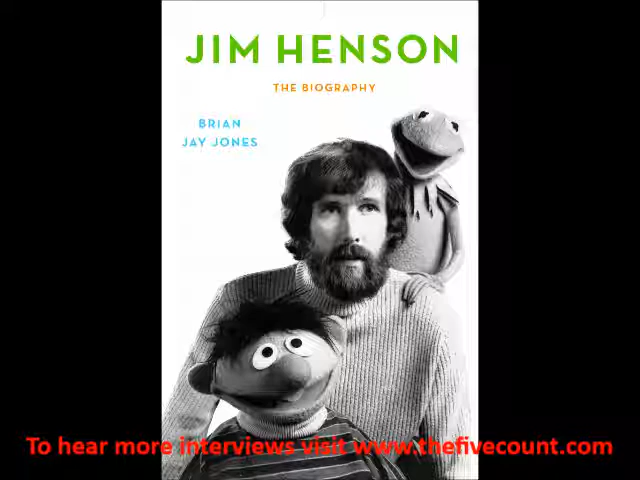 JIM HENSON
THE BIOGRAPHY
BRIAN
JAY JONES
To hear more interviews visit www.thefivecount.com